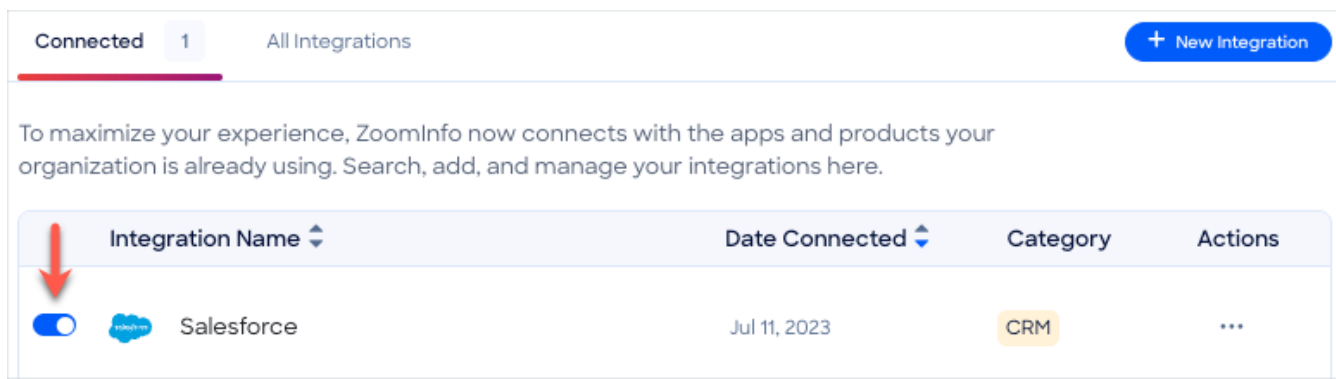 Connected 1 All Integrations + New Integration
To maximize your experience, ZoomInfo now connects with the apps and products your
organization is already using. Search, add, and manage your integrations here.
Integration Name Date Connected Category Actions
salesforce Salesforce Jul 11, 2023 CRM ...